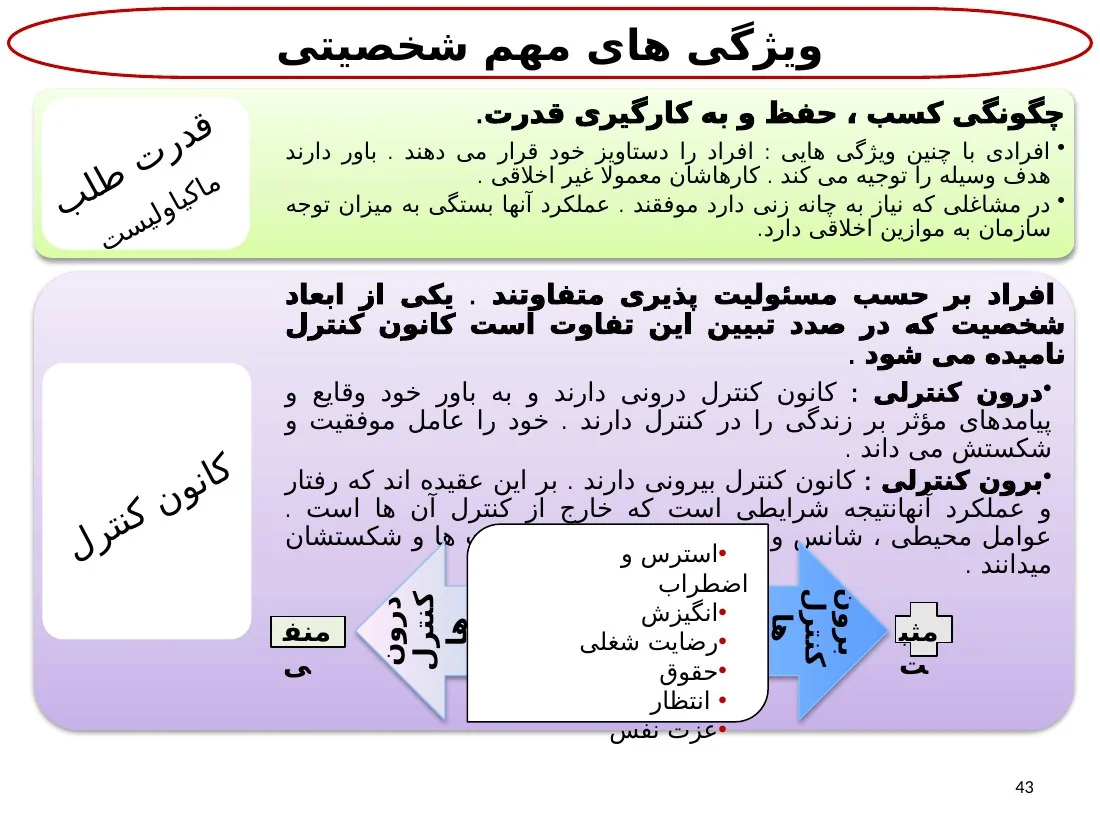 ویژگی های مهم شخصیتی
چگونگی کسب ، حفظ و به کارگیری قدرت.
•افرادی با چنین ویژگی هایی : افراد را دستاویز خود قرار می دهند . باور دارند
هدف وسیله را توجیه می کند . کارهاشان معمولا غیر اخلاقی .
•در مشاغلی که نیاز به چانه زنی دارد موفقند . عملکرد آنها بستگی به میزان توجه
سازمان به موازین اخلاقی دارد.
قدرت طلب
ماکیاولیست
افراد بر حسب مسئولیت پذیری متفاوتند . یکی از ابعاد
شخصیت که در صدد تبیین این تفاوت است کانون کنترل
نامیده می شود .
•درون کنترلی : کانون کنترل درونی دارند و به باور خود وقایع و
پیامدهای مؤثر بر زندگی را در کنترل دارند . خود را عامل موفقیت و
شکستش می داند .
•برون کنترلی : کانون کنترل بیرونی دارند . بر این عقیده اند که رفتار
و عملکرد آنهانتیجه شرایطی است که خارج از کنترل آن ها است .
عوامل محیطی ، شانس و ها و شکستشان
میدانند .
کانون کنترل
مثبت
برون
کنترل
ها
•استرس و
اضطراب
•انگیزش
•رضایت شغلی
•حقوق
• انتظار
•عزت نفس
درون
کنترل
ها
منفی
43